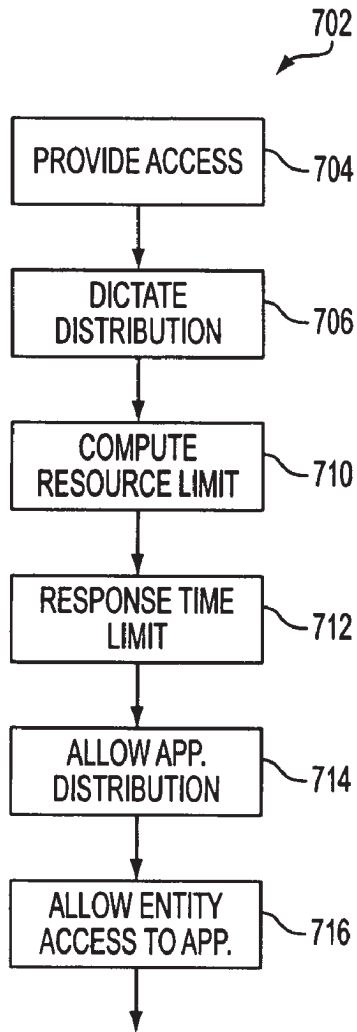 702
PROVIDE ACCESS
704
DICTATE
DISTRIBUTION
706
COMPUTE
RESOURCE LIMIT
710
RESPONSE TIME
LIMIT
712
ALLOW APP.
DISTRIBUTION
714
ALLOW ENTITY
ACCESS TO APP.
716